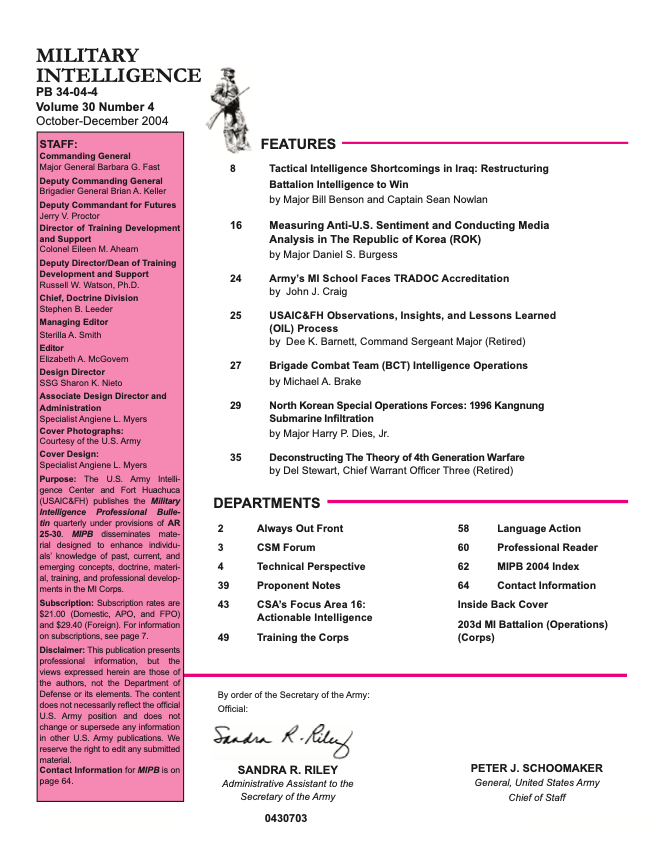 MILITARY
INTELLIGENCE
PB 34-04-4
Volume 30 Number 4
October-December 2004
STAFF:
Commanding General
Major General Barbara G. Fast
Deputy Commanding General
Brigadier General Brian A. Keller
Deputy Commandant for Futures
Jerry V. Proctor
Director of Training Development
and Support
Colonel Eileen M. Ahearn
Deputy Director/Dean of Training
Development and Support
Russell W. Watson, Ph.D.
Chief, Doctrine Division
Stephen B. Leeder
Managing Editor
Sterilla A. Smith
Editor
Elizabeth A. McGovern
Design Director
SSG Sharon K. Nieto
Associate Design Director and
Administration
Specialist Angiene L. Myers
Cover Photographs:
Courtesy of the U.S. Army
Cover Design:
Specialist Angiene L. Myers
Purpose: The U.S. Army Intelli-
gence Center and Fort Huachuca
(USAIC&FH) publishes the Military
Intelligence Professional Bulle-
tin quarterly under provisions of AR
25-30. MIPB disseminates mate-
rial designed to enhance individu-
als' knowledge of past, current, and
emerging concepts, doctrine, materi-
al, training, and professional develop-
ments in the MI Corps.
Subscription: Subscription rates are
$21.00 (Domestic, APO, and FPO)
and $29.40 (Foreign). For information
on subscriptions, see page 7.
Disclaimer: This publication presents
professional information, but the
views expressed herein are those of
the authors, not the Department of
Defense or its elements. The content
does not necessarily reflect the official
U.S. Army position and does not
change or supersede any information
in other U.S. Army publications. We
reserve the right to edit any submitted
material.
Contact Information for MIPB is on
page 64.
FEATURES
8 Tactical Intelligence Shortcomings in Iraq: Restructuring
Battalion Intelligence to Win
by Major Bill Benson and Captain Sean Nowlan
16 Measuring Anti-U.S. Sentiment and Conducting Media
Analysis in The Republic of Korea (ROK)
by Major Daniel S. Burgess
24 Army's MI School Faces TRADOC Accreditation
by John J. Craig
25 USAIC&FH Observations, Insights, and Lessons Learned
(OIL) Process
by Dee K. Barnett, Command Sergeant Major (Retired)
27 Brigade Combat Team (BCT) Intelligence Operations
by Michael A. Brake
29 North Korean Special Operations Forces: 1996 Kangnung
Submarine Infiltration
by Major Harry P. Dies, Jr.
35 Deconstructing The Theory of 4th Generation Warfare
by Del Stewart, Chief Warrant Officer Three (Retired)
DEPARTMENTS
2 Always Out Front
3 CSM Forum
4 Technical Perspective
39 Proponent Notes
43 CSA's Focus Area 16:
Actionable Intelligence
49 Training the Corps
58 Language Action
60 Professional Reader
62 MIPB 2004 Index
64 Contact Information
Inside Back Cover
203d MI Battalion (Operations)
(Corps)
By order of the Secretary of the Army:
Official:
Sandra R. Riley
SANDRA R. RILEY
Administrative Assistant to the
Secretary of the Army
0430703
PETER J. SCHOOMAKER
General, United States Army
Chief of Staff